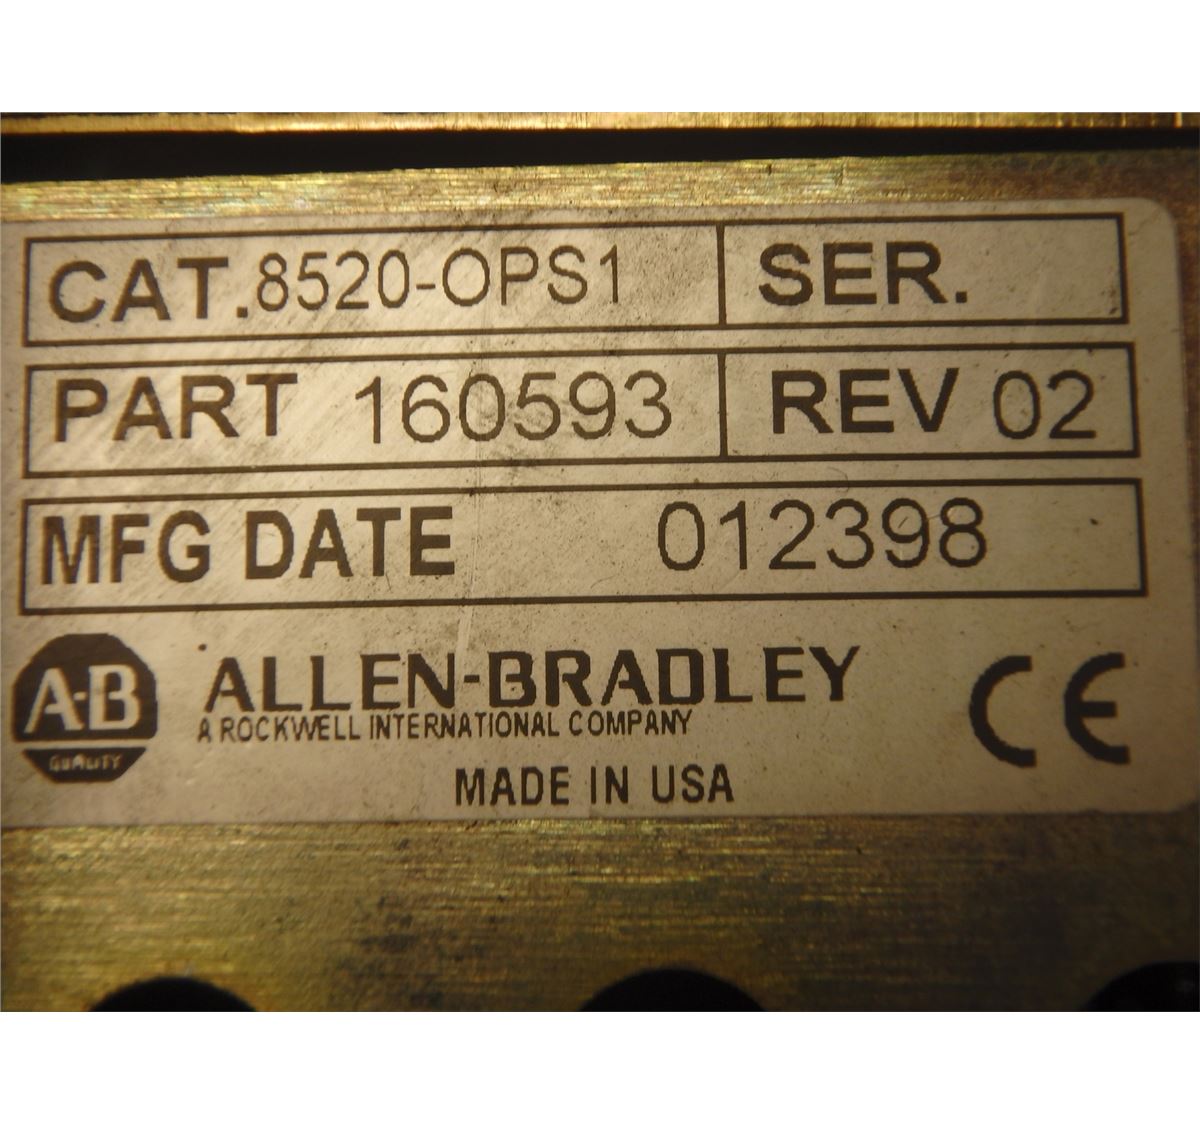 CAT. 8520-OPS1 SER.
PART 160593 REV 02
MFG DATE 012398
A-B
QUALITY
ALLEN-BRADLEY
A ROCKWELL INTERNATIONAL COMPANY
CE
MADE IN USA